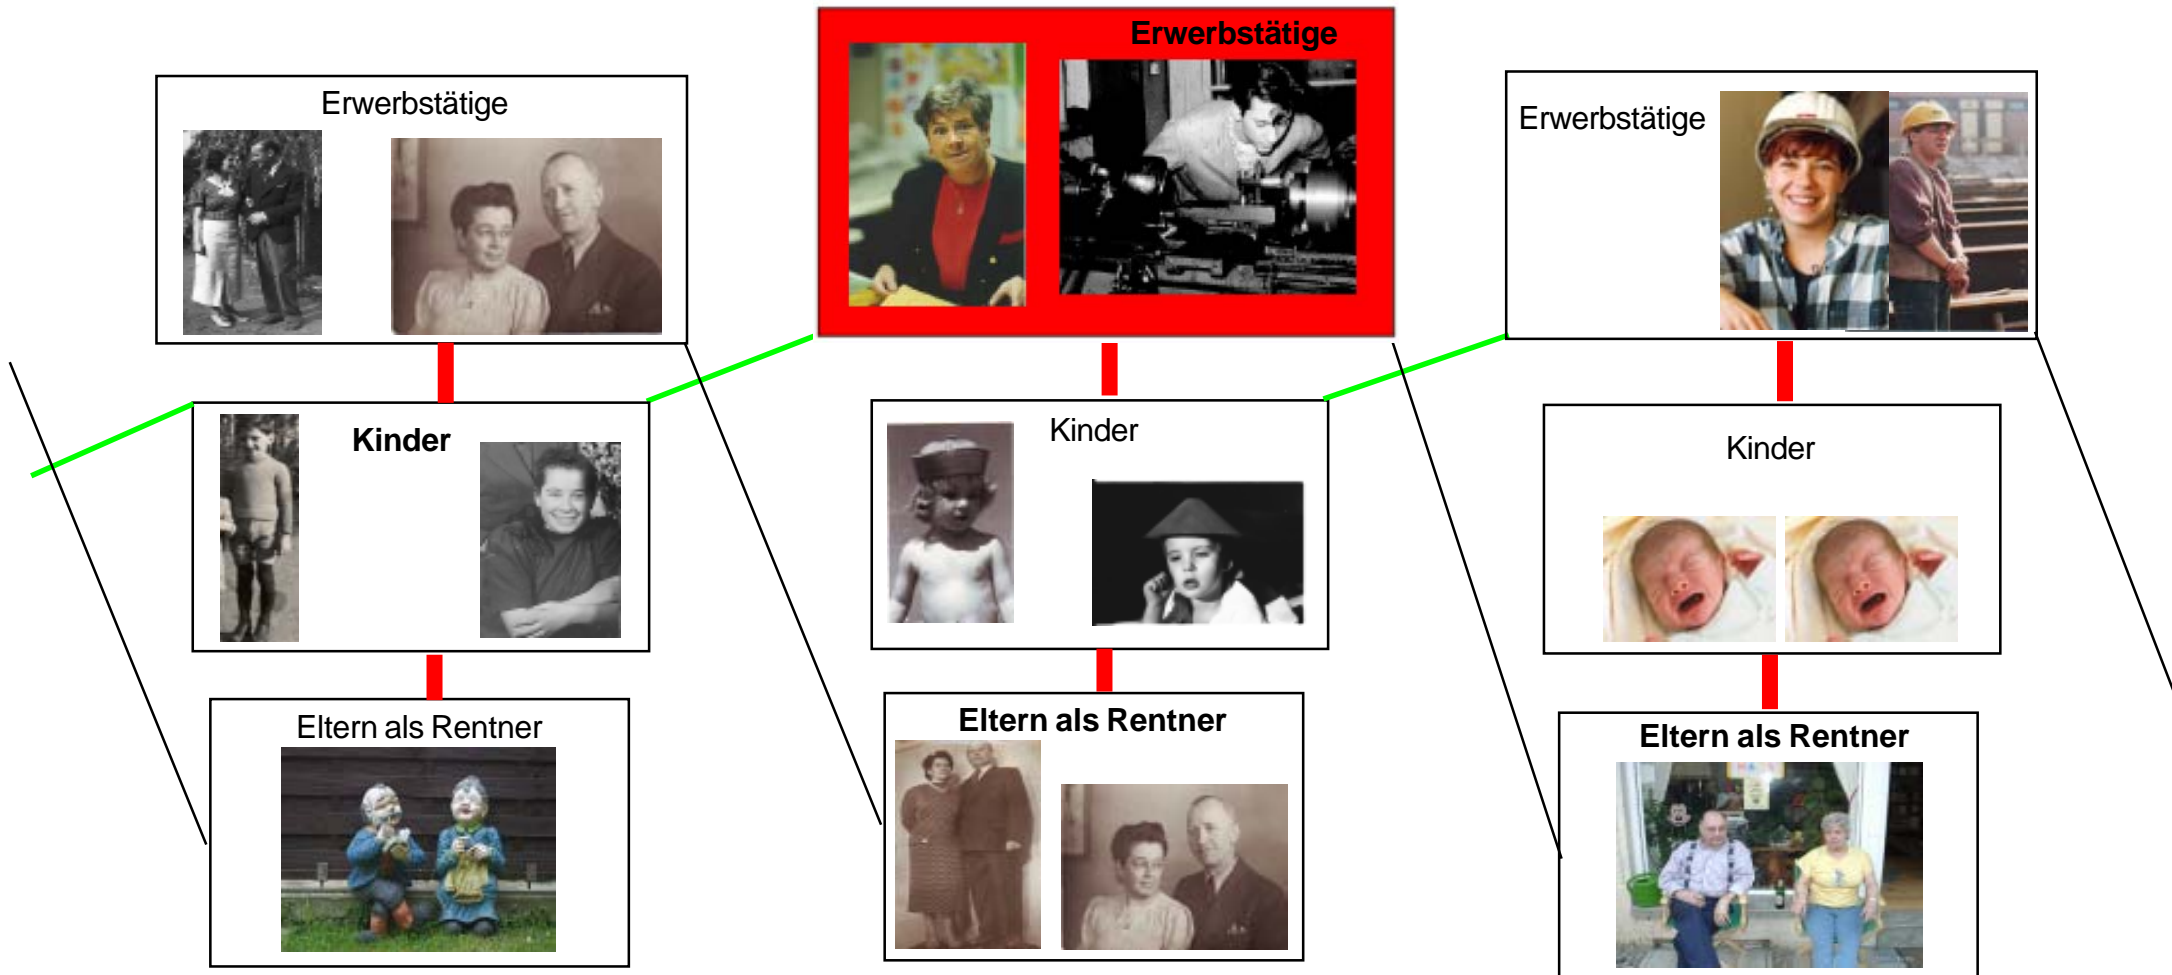 Erwerbstätige
Kinder
Eltern als Rentner
Erwerbstätige
Kinder
Eltern als Rentner
Erwerbstätige
Kinder
Eltern als Rentner